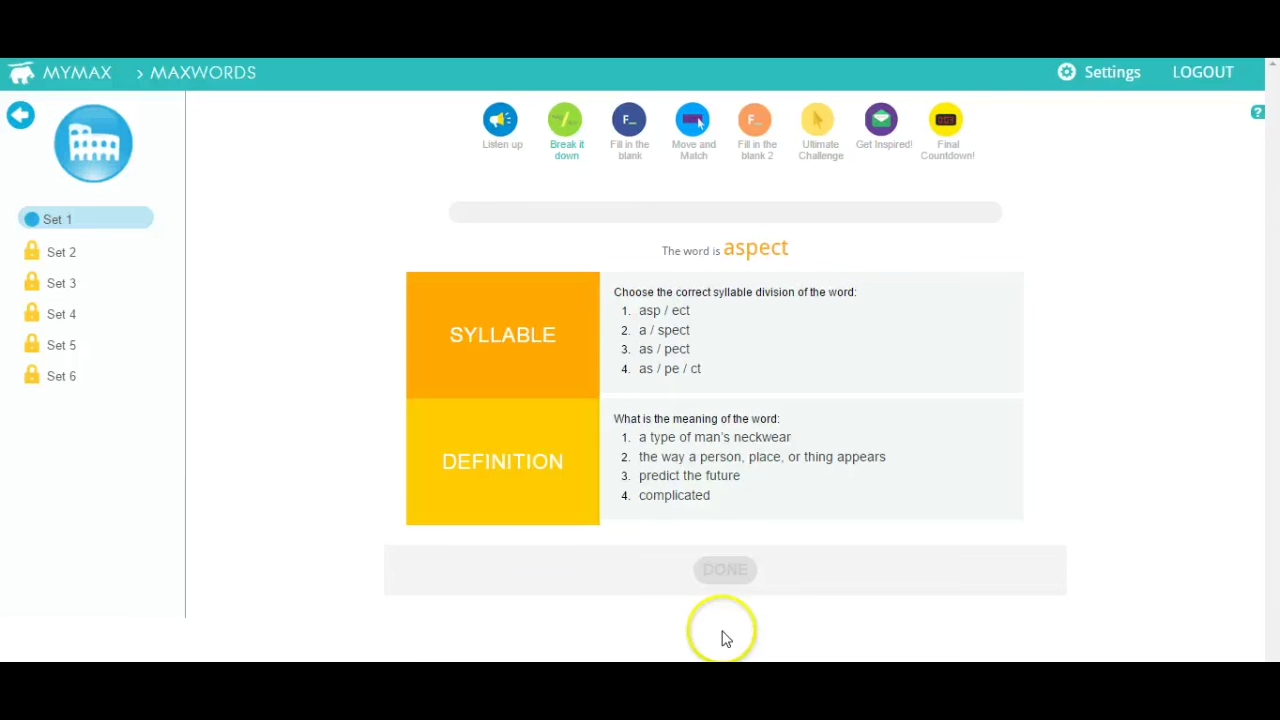 MYMAX > MAXWORDS
Settings LOGOUT
Listen up
Break it down
Fill in the blank
Move and Match
Fill in the blank 2
Ultimate Challenge
Get Inspired!
Final Countdown!
F_
F_
?
Set 1
Set 2
Set 3
Set 4
Set 5
Set 6
The word is aspect
SYLLABLE
Choose the correct syllable division of the word:
1. asp / ect
2. a / spect
3. as / pect
4. as / pe / ct
DEFINITION
What is the meaning of the word:
1. a type of man's neckwear
2. the way a person, place, or thing appears
3. predict the future
4. complicated
DONE